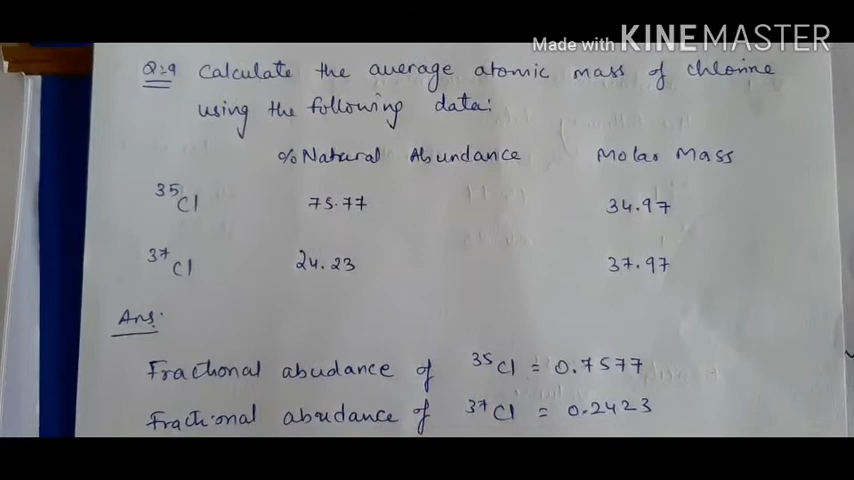 Made with KINEMASTER
Q:9 Calculate the average atomic mass of chlorine
using the following data:
% Natural Abundance Molar Mass
35Cl 75.77 34.97
37Cl 24.23 37.97
Ans.
Fractional abudance of 35Cl = 0.7577
Fractional abundance of 37Cl = 0.2423